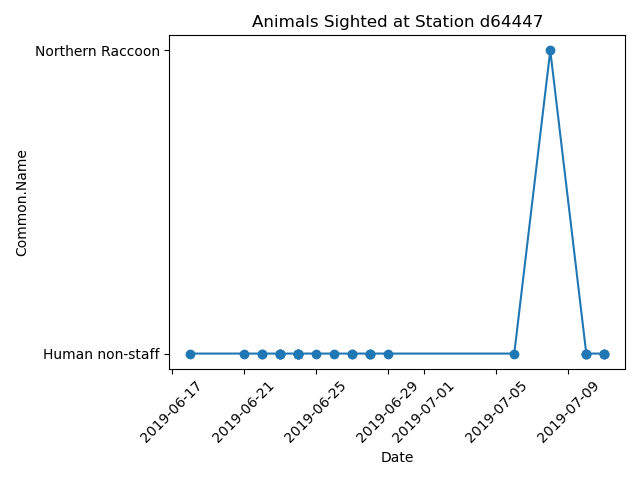 Animals Sighted at Station d64447
Northern Raccoon
Common.Name
Human non-staff
2019-06-17
2019-06-21
2019-06-25
2019-06-29
2019-07-01
2019-07-05
2019-07-09
Date